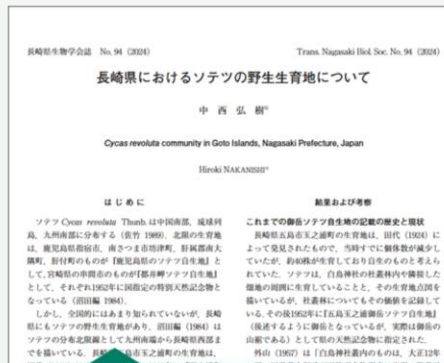 長崎県生物学会誌 No. 94 (2024)
Trans. Nagasaki Biol. Soc. No. 94 (2024)
長崎県におけるソテツの野生生育地について
中 西 弘 樹
Cycas revoluta community in Goto Islands, Nagasaki Prefecture, Japan
Hiroki NAKANISHI
はじめに
ソテツ Cycas revoluta Thunb. は中国南部、琉球列
島、九州南部に分布する (佐竹 1989)。北限の生育地
は、鹿児島県指宿市、南さつま市坊津町、肝属郡南大
隅町、肝付町のものが『鹿児島県のソテツ自生地』と
して、宮崎県の串間市のものが『都井岬ソテツ自生地』
として、それぞれ1952年に国指定の特別天然記念物と
なっている (沼田編 1984)。
しかし、全国的にはあまり知られていないが、長崎
県にもソテツの野生生育地があり、沼田編 (1984) は
ソテツの分布北限線として九州南端から長崎県西部ま
でを描いている。長崎
玉之浦町の生育地は、
結果および考察
これまでの御岳ソテツ自生地の記載の歴史と現状
長崎県五島市玉之浦町の生育地は、田代 (1924) に
よって発見されたもので、当時すでに個体数が減少し
ていたが、約40株が生育しており自生のものと考えら
れていた。ソテツは、白鳥神社の社叢林内や隣接した
畑地の周囲に生育していることと、その生育地点図を
描いているが、社叢林についてもその価値を記録して
いる。その後1952年に『五島玉之浦御岳ソテツ自生地』
(後述するように御岳となっているが、実際は御岳の
山裾である) として県の天然記念物に指定された。
外山 (1957) は『白鳥神社叢内のものは、大正13年